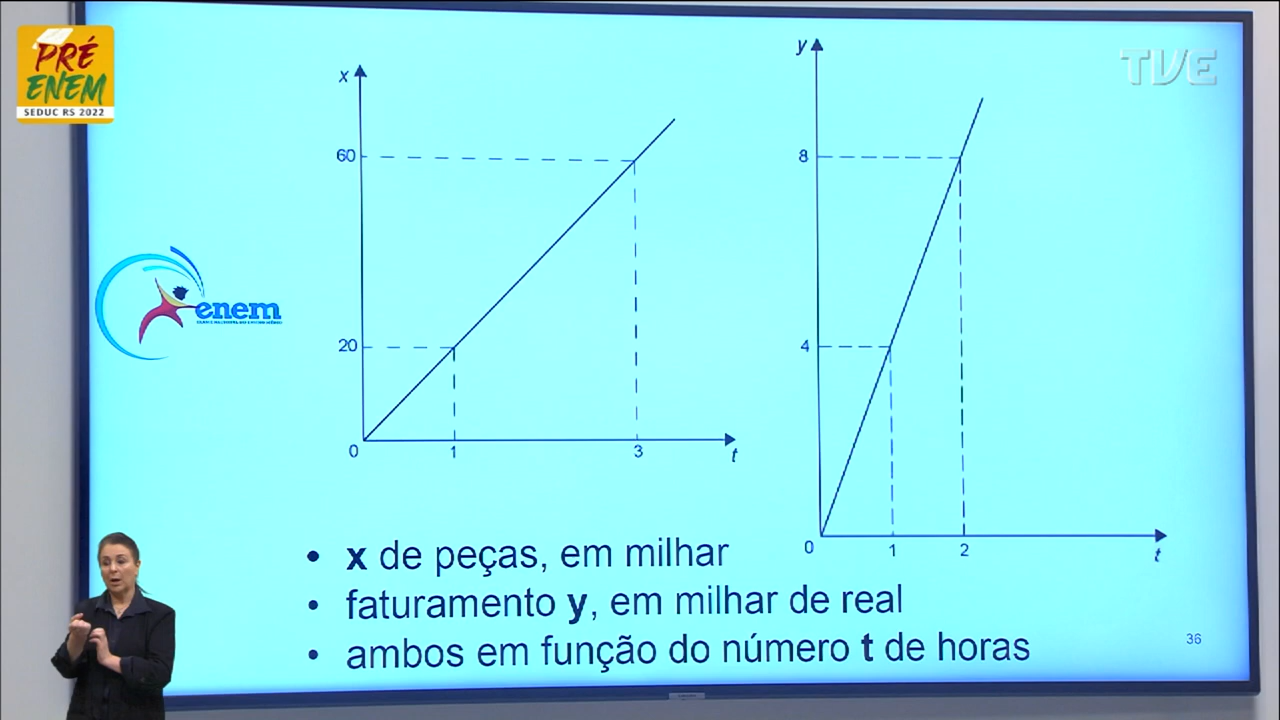 PRÉ
ENEM
SEDUC RS 2022
TVE
enem
x
60
20
0
1
3
t
y
8
4
0
1
2
t
• x de peças, em milhar
• faturamento y, em milhar de real
• ambos em função do número t de horas
36